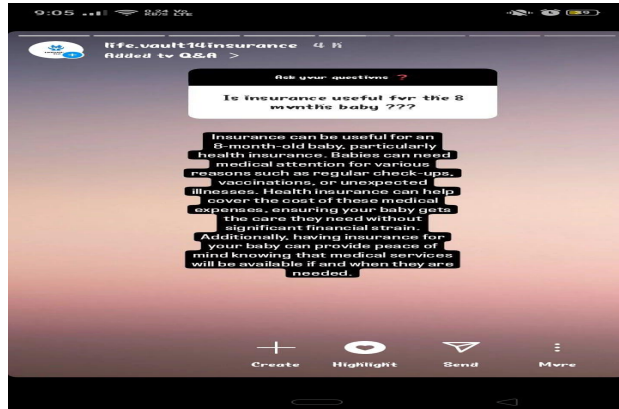 9:05
0.24 Vo
KB/S LTE
life.vault14insurance 4 h
Added to Q&A >
Ask your questions ❓
Is insurance useful for the 8
months baby ???
Insurance can be useful for an
8-month-old baby, particularly
health insurance. Babies can need
medical attention for various
reasons such as regular check-ups,
vaccinations, or unexpected
illnesses. Health insurance can help
cover the cost of these medical
expenses, ensuring your baby gets
the care they need without
significant financial strain.
Additionally, having insurance for
your baby can provide peace of
mind knowing that medical services
will be available if and when they are
needed.
Create Highlight Send More